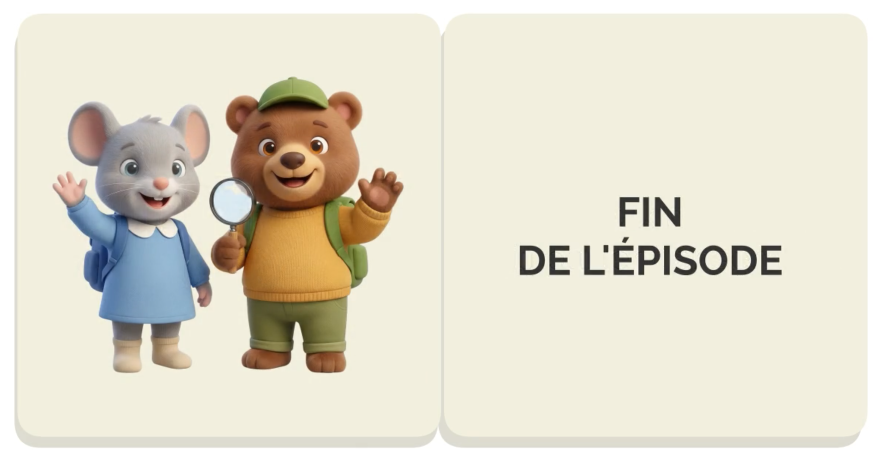 FIN
DE L'ÉPISODE